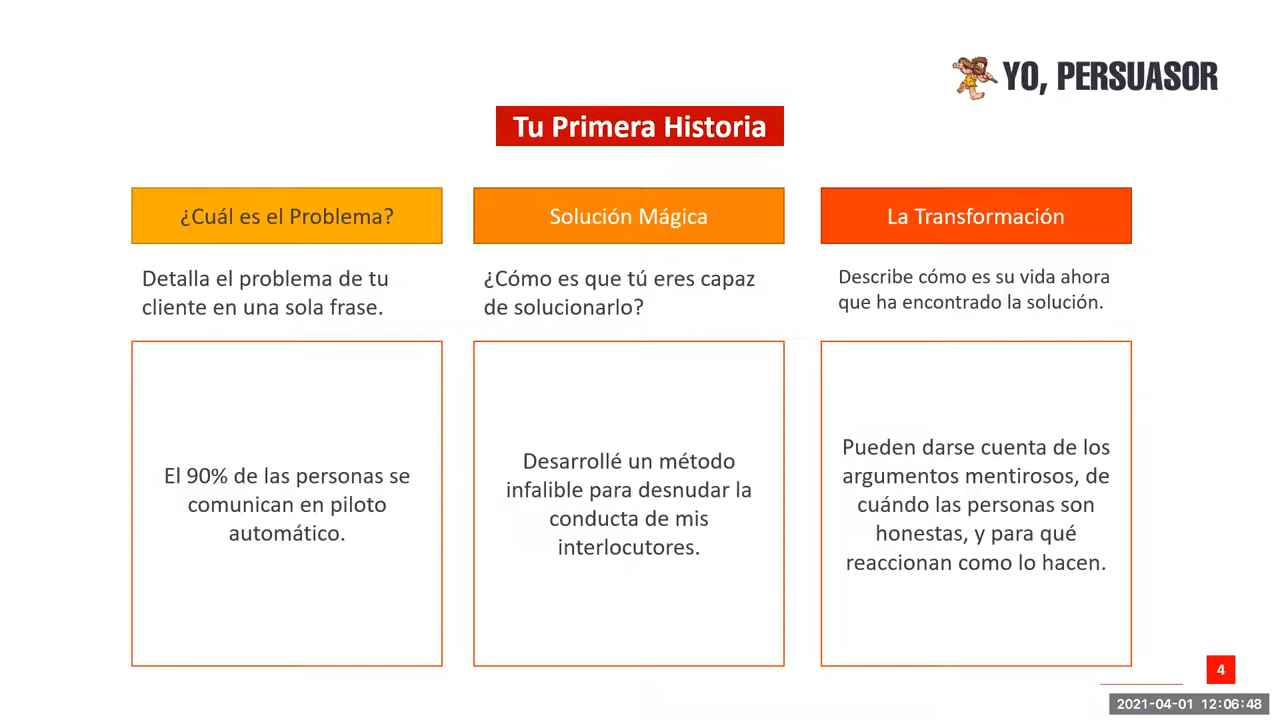 YO, PERSUASOR
Tu Primera Historia
¿Cuál es el Problema?
Detalla el problema de tu
cliente en una sola frase.
El 90% de las personas se
comunican en piloto
automático.
Solución Mágica
¿Cómo es que tú eres capaz
de solucionarlo?
Desarrollé un método
infalible para desnudar la
conducta de mis
interlocutores.
La Transformación
Describe cómo es su vida ahora
que ha encontrado la solución.
Pueden darse cuenta de los
argumentos mentirosos, de
cuándo las personas son
honestas, y para qué
reaccionan como lo hacen.
4
2021-04-01 12:06:48